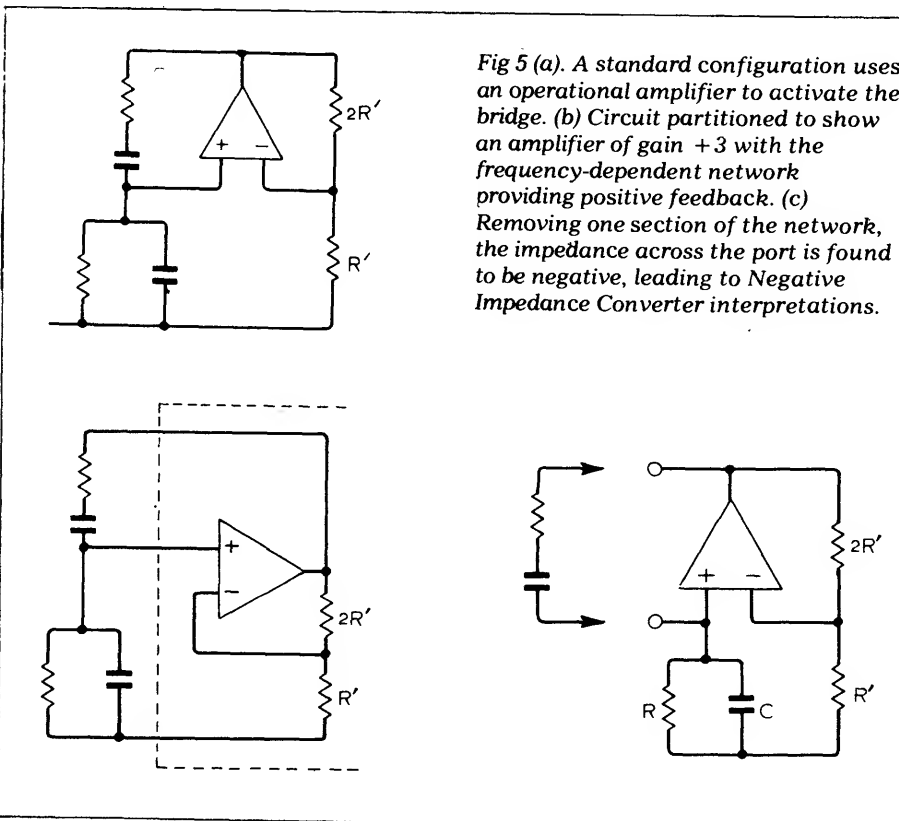 Fig 5 (a). A standard configuration uses
an operational amplifier to activate the
bridge. (b) Circuit partitioned to show
an amplifier of gain +3 with the
frequency-dependent network
providing positive feedback. (c)
Removing one section of the network,
the impedance across the port is found
to be negative, leading to Negative
Impedance Converter interpretations.
2R′
+ −
R′
+
−
2R′
R′
2R′
+ −
R C R′